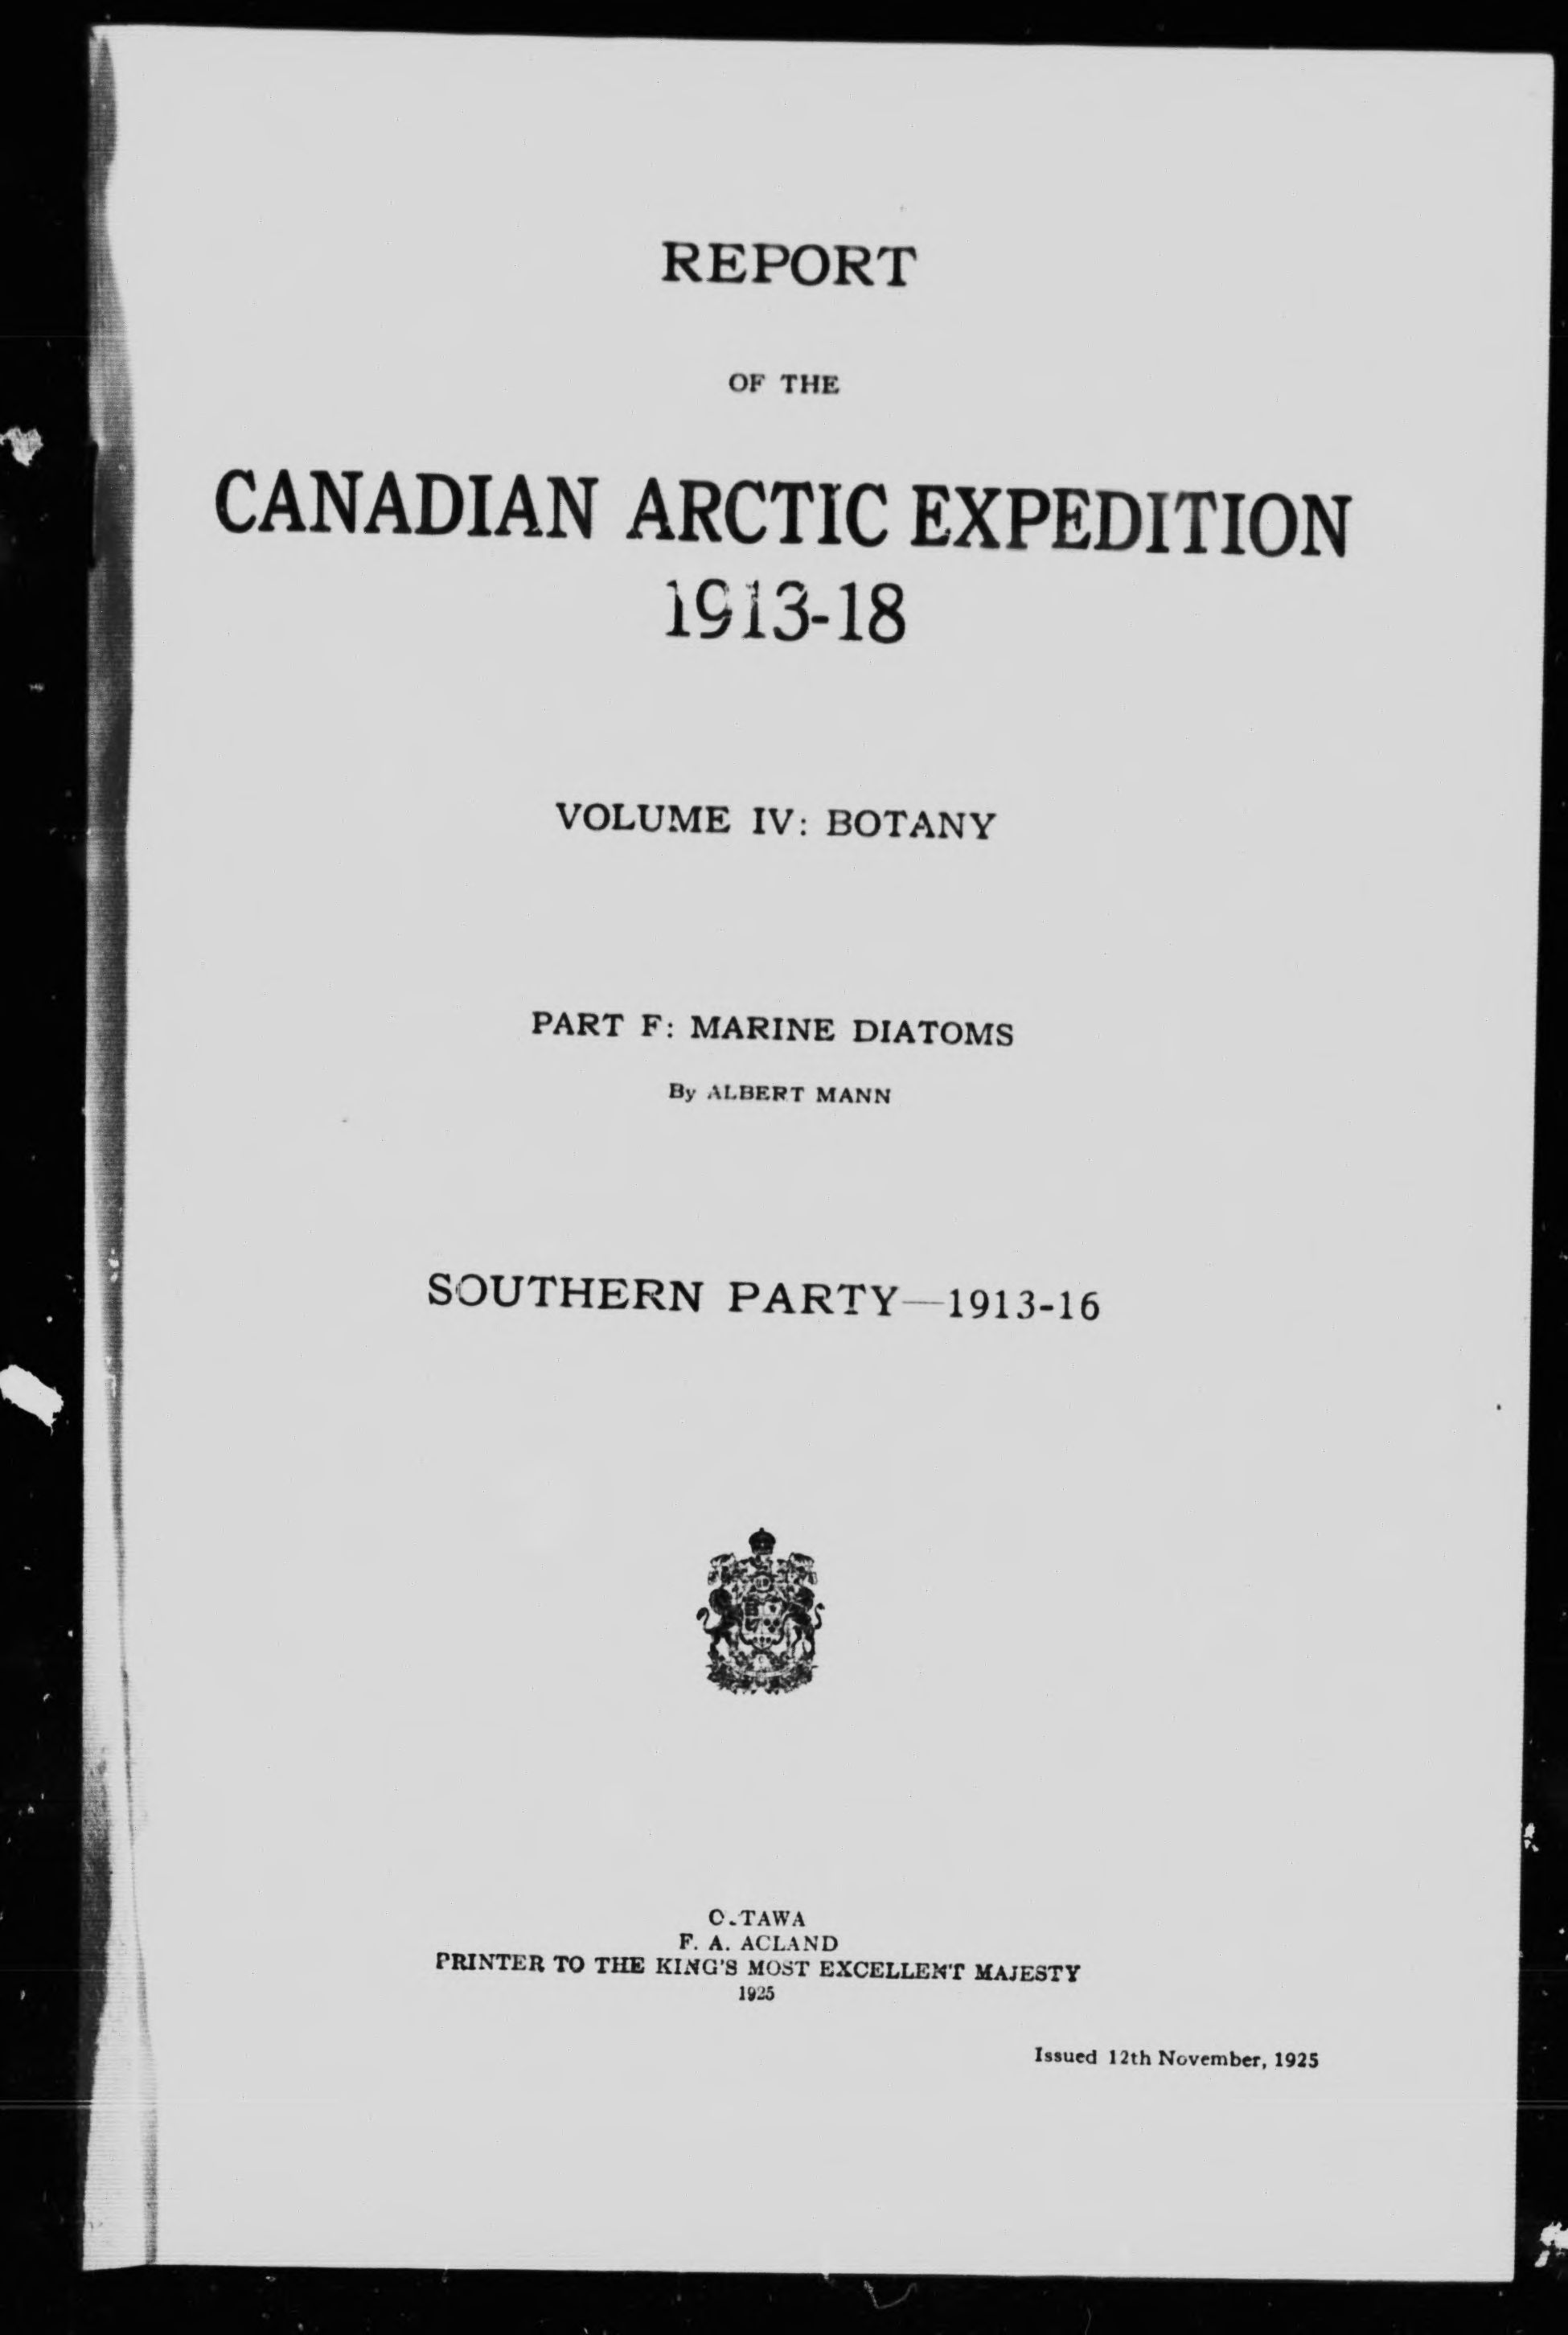 REPORT
OF THE
CANADIAN ARCTIC EXPEDITION
1913-18
VOLUME IV: BOTANY
PART F: MARINE DIATOMS
By ALBERT MANN
SOUTHERN PARTY—1913-16
OTTAWA
F. A. ACLAND
PRINTER TO THE KING'S MOST EXCELLENT MAJESTY
1925
Issued 12th November, 1925